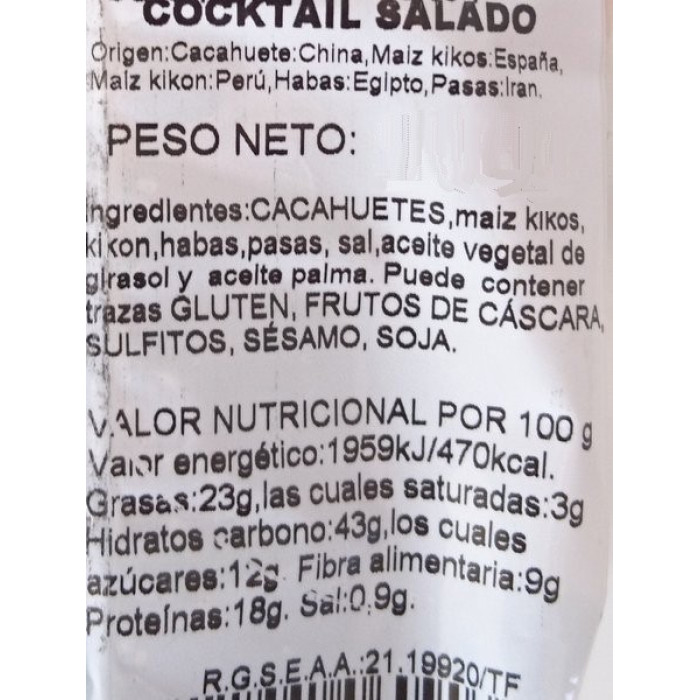 COCKTAIL SALADO
Origen:Cacahuete:China,Maiz kikos:España,
Maiz kikon:Perú,Habas:Egipto,Pasas:Iran.
PESO NETO:
Ingredientes:CACAHUETES,maiz kikos,
kikon,habas,pasas, sal,aceite vegetal de
girasol y aceite palma. Puede contener
trazas GLUTEN, FRUTOS DE CÁSCARA,
SULFITOS, SÉSAMO, SOJA.
VALOR NUTRICIONAL POR 100 g
Valor energético:1959kJ/470kcal.
Grasas:23g,las cuales saturadas:3g
Hidratos carbono:43g,los cuales
azúcares:12g. Fibra alimentaria:9g
Proteínas:18g. Sal:0,9g.
R.G.S.E.A.A.:21.19920/TF